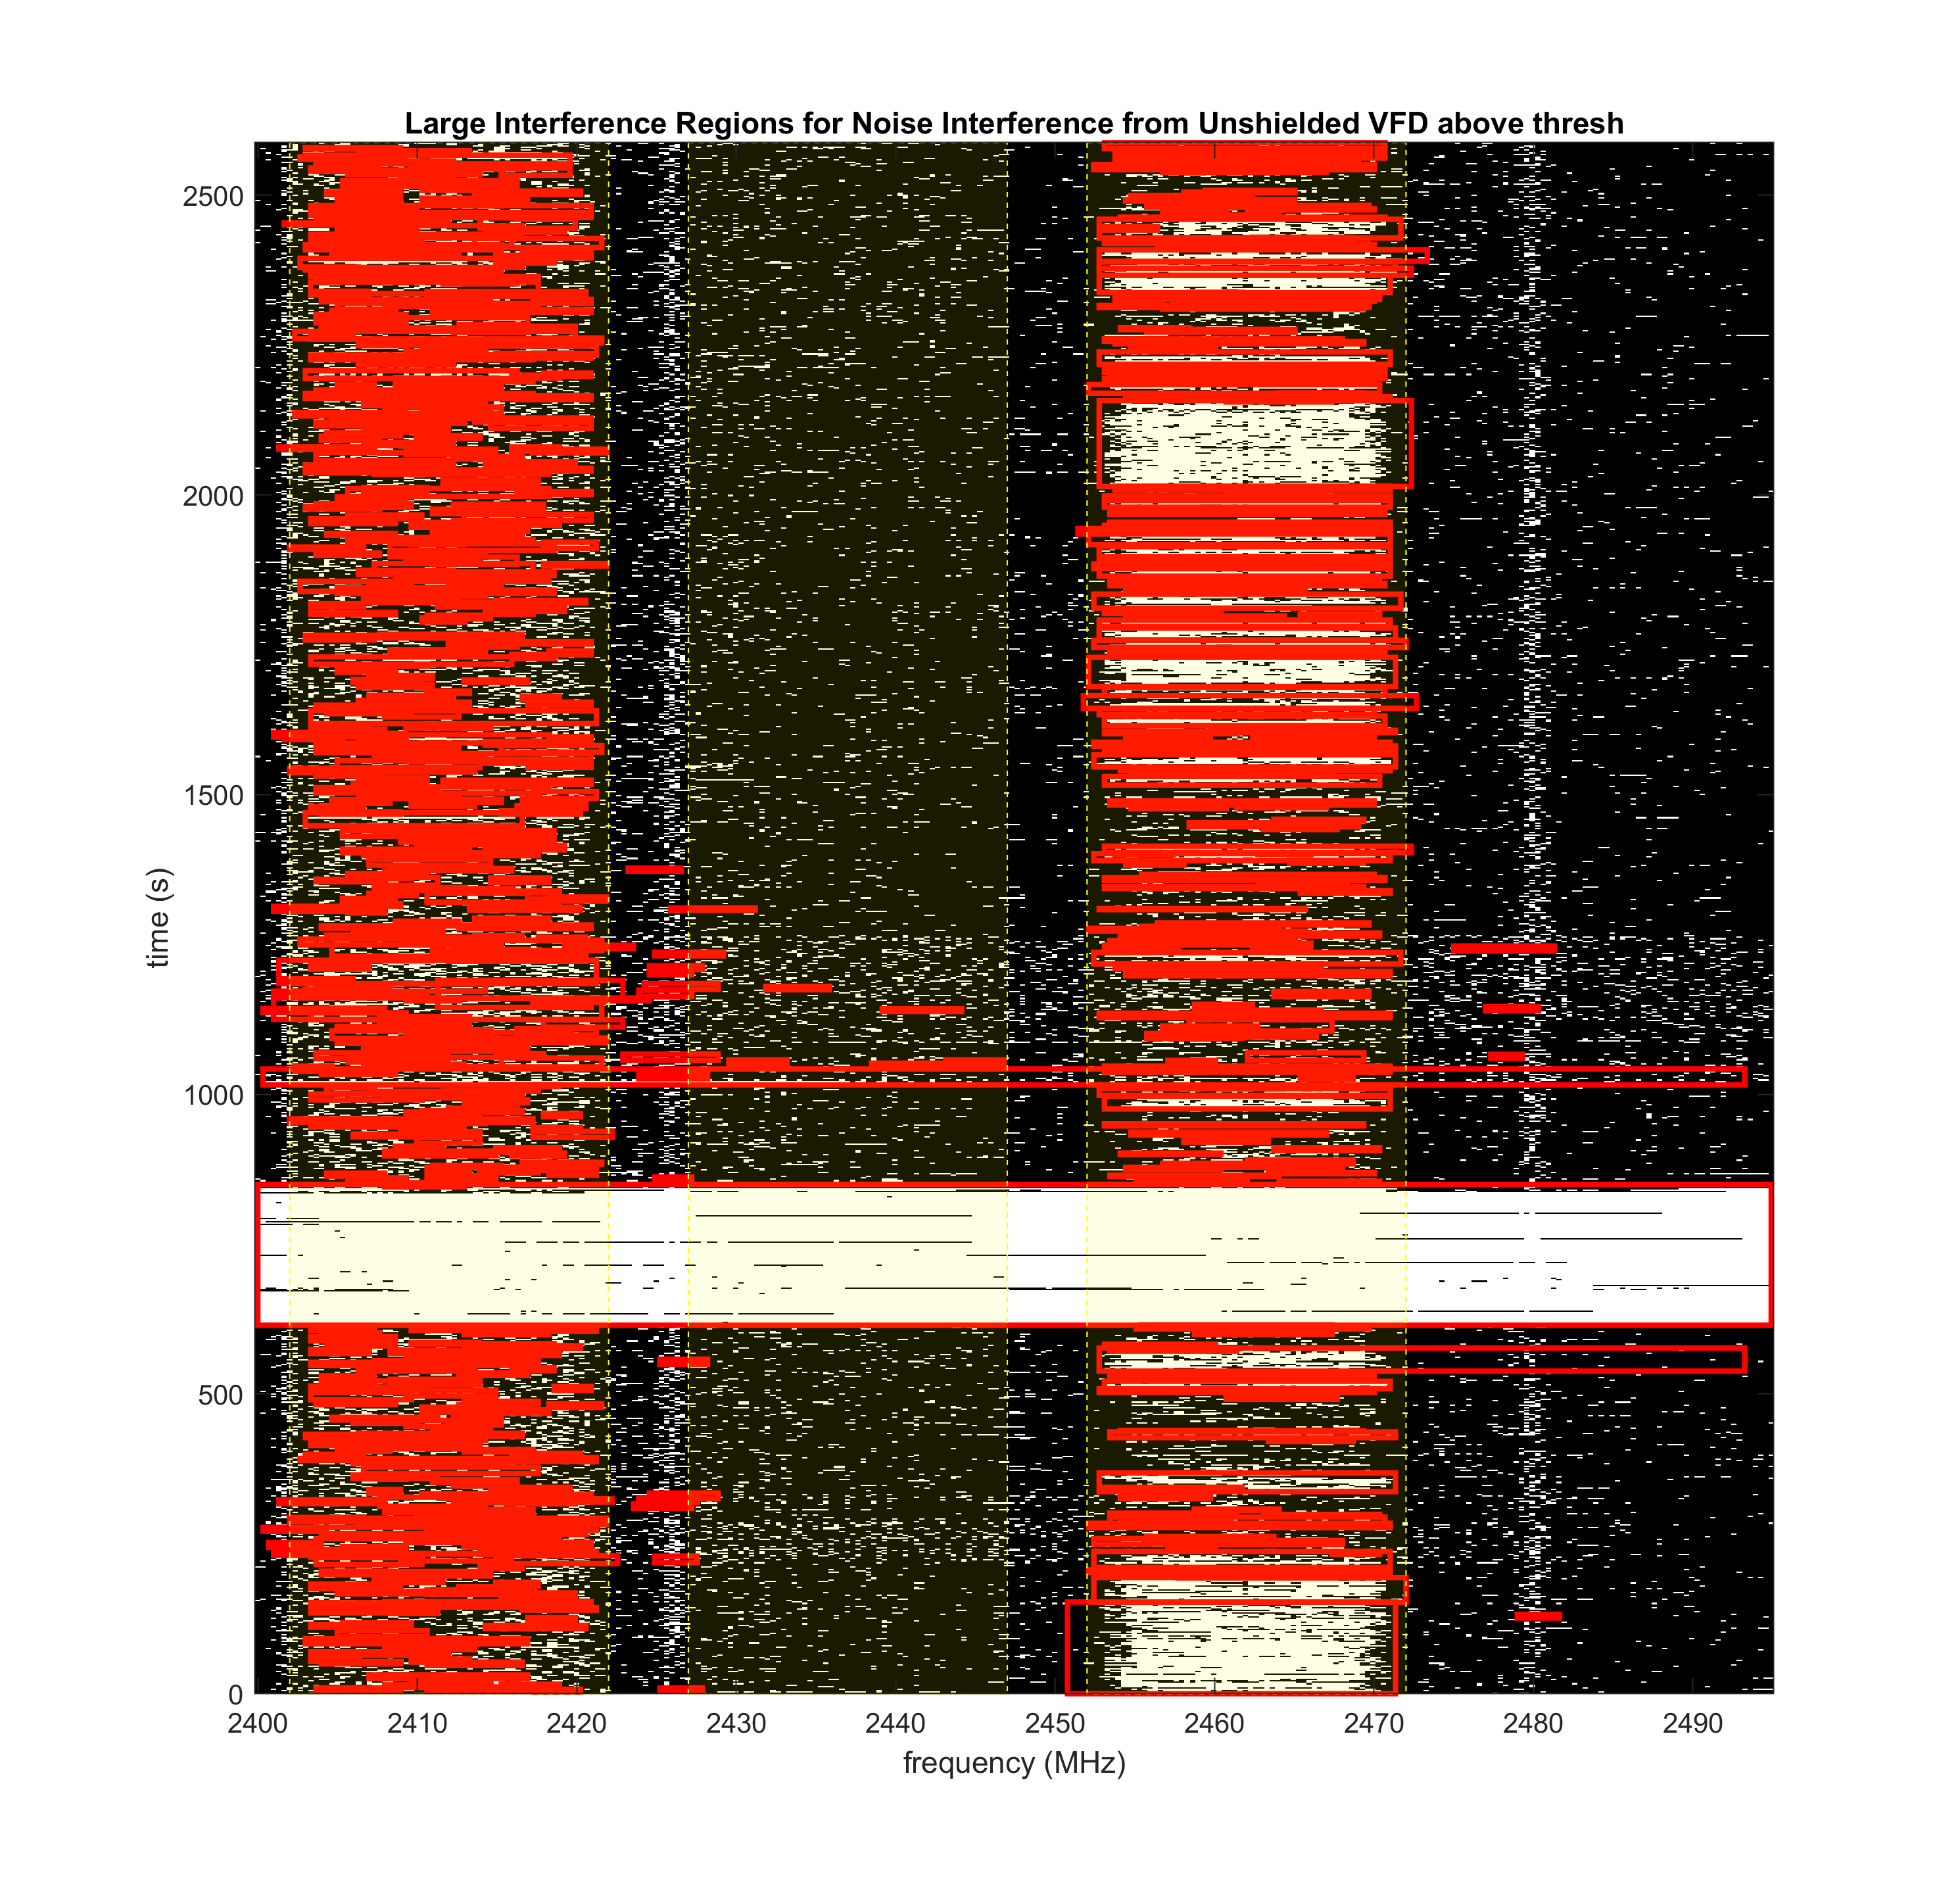 Large Interference Regions for Noise Interference from Unshielded VFD above thresh
2500
2000
1500
1000
500
0
time (s)
2400 2410 2420 2430 2440 2450 2460 2470 2480 2490
frequency (MHz)